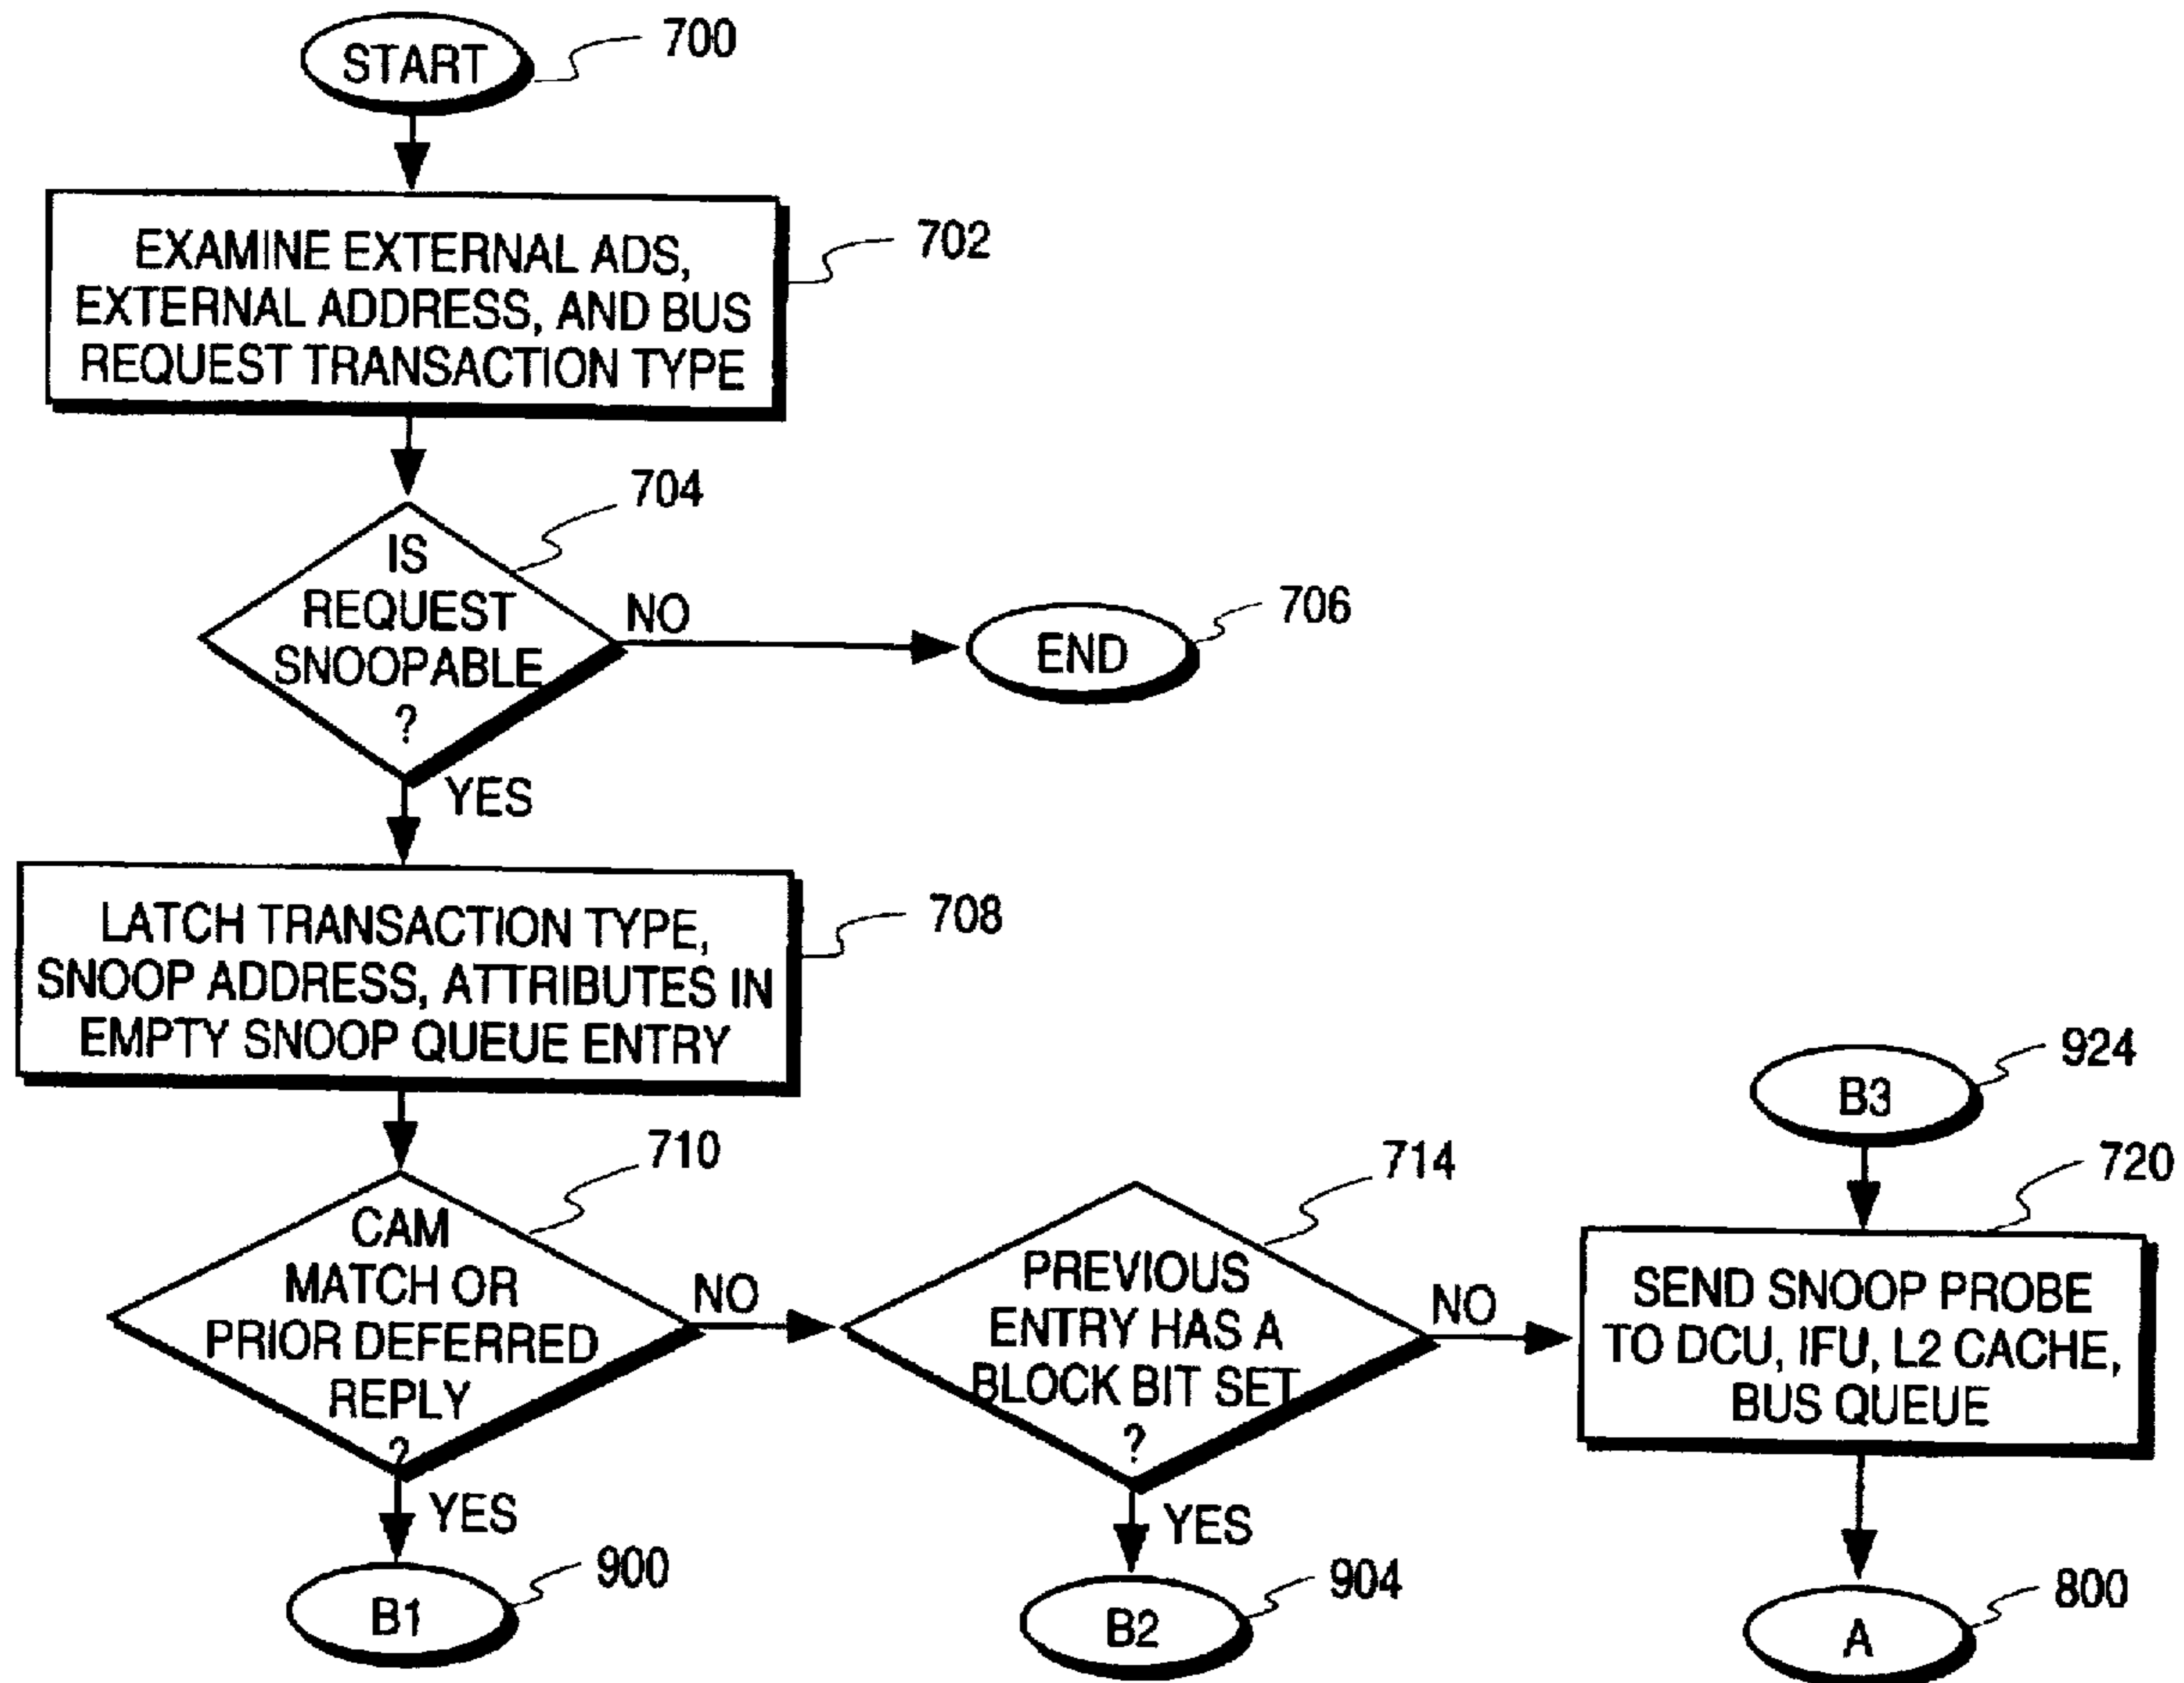 START
700
EXAMINE EXTERNAL ADS,
EXTERNAL ADDRESS, AND BUS
REQUEST TRANSACTION TYPE
702
IS
REQUEST
SNOOPABLE
?
704
NO
END
706
YES
LATCH TRANSACTION TYPE,
SNOOP ADDRESS, ATTRIBUTES IN
EMPTY SNOOP QUEUE ENTRY
708
CAM
MATCH OR
PRIOR DEFERRED
REPLY
?
710
NO
YES
B1
900
PREVIOUS
ENTRY HAS A
BLOCK BIT SET
?
714
NO
YES
B2
904
B3
924
SEND SNOOP PROBE
TO DCU, IFU, L2 CACHE,
BUS QUEUE
720
A
800